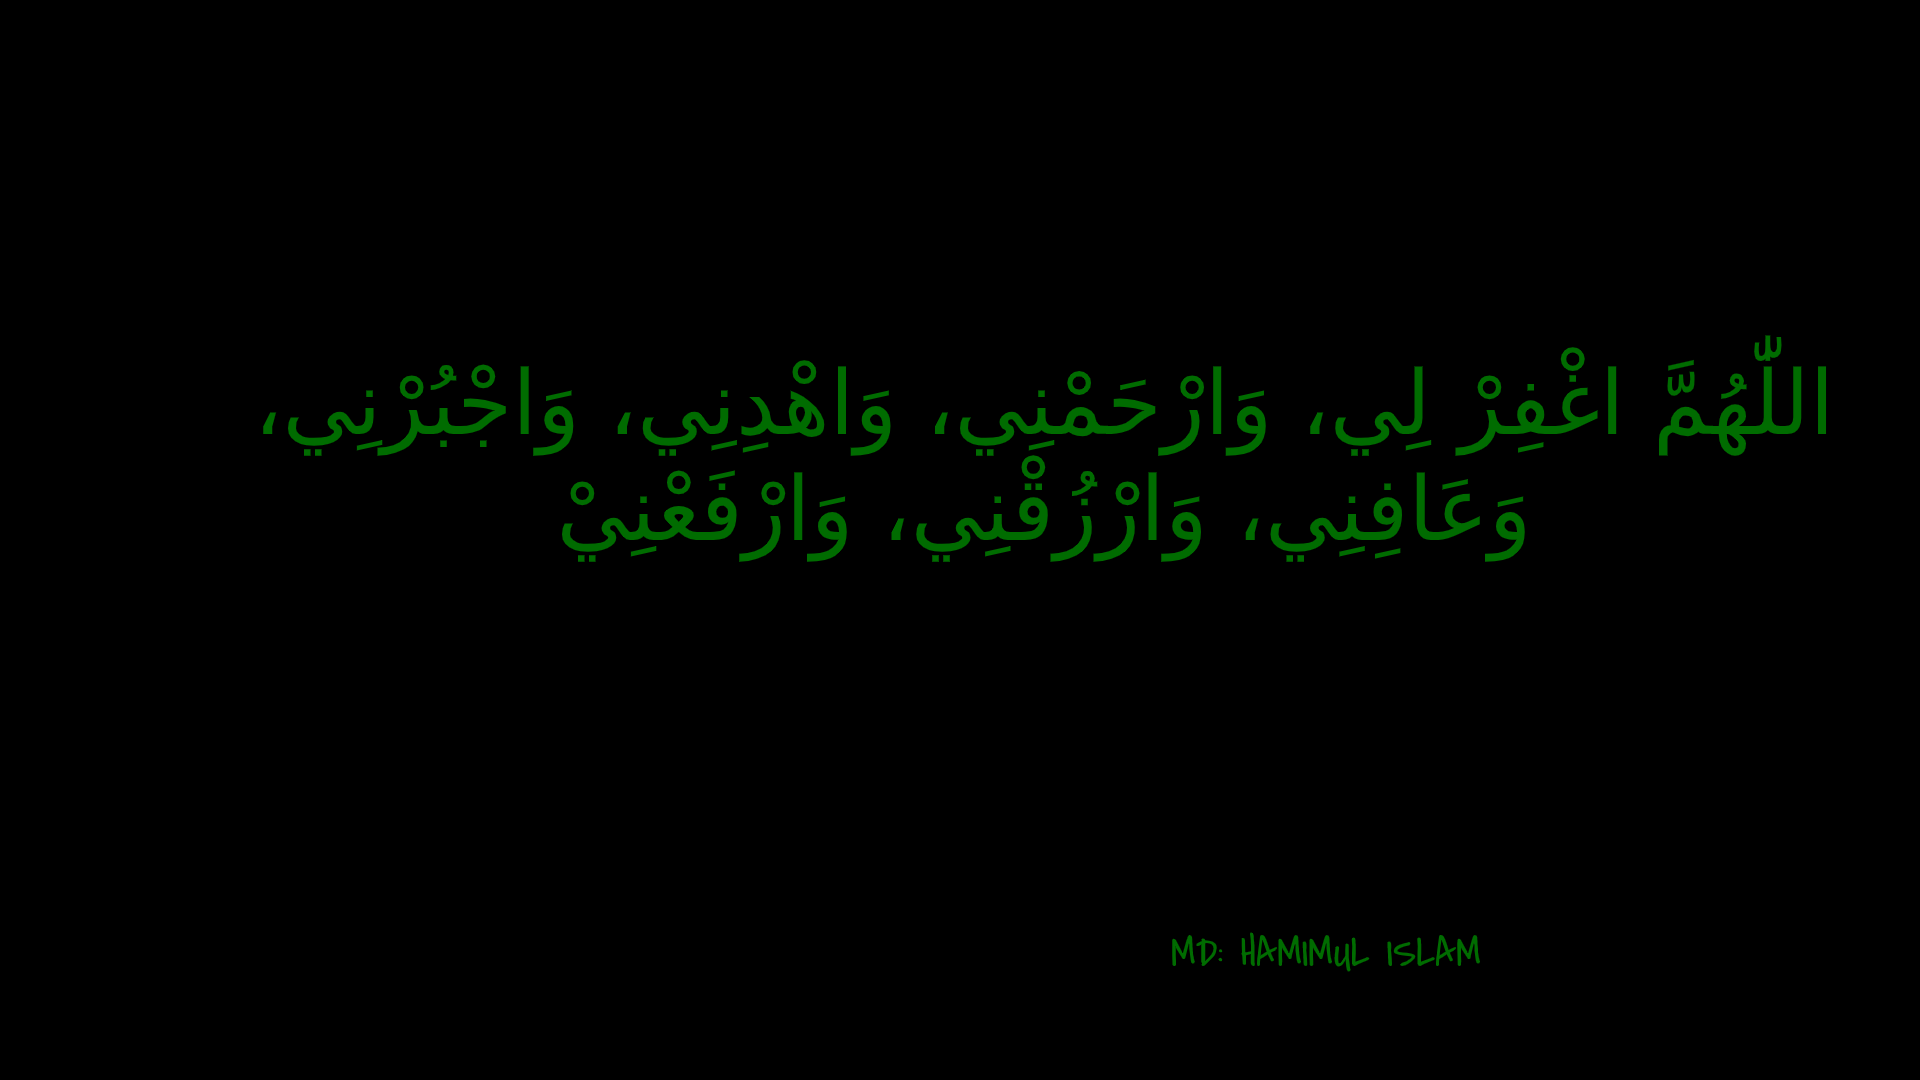 اللّٰهُمَّ اغْفِرْ لِي، وَارْحَمْنِي، وَاهْدِنِي، وَاجْبُرْنِي،
وَعَافِنِي، وَارْزُقْنِي، وَارْفَعْنِيْ
MD: HAMIMUL ISLAM